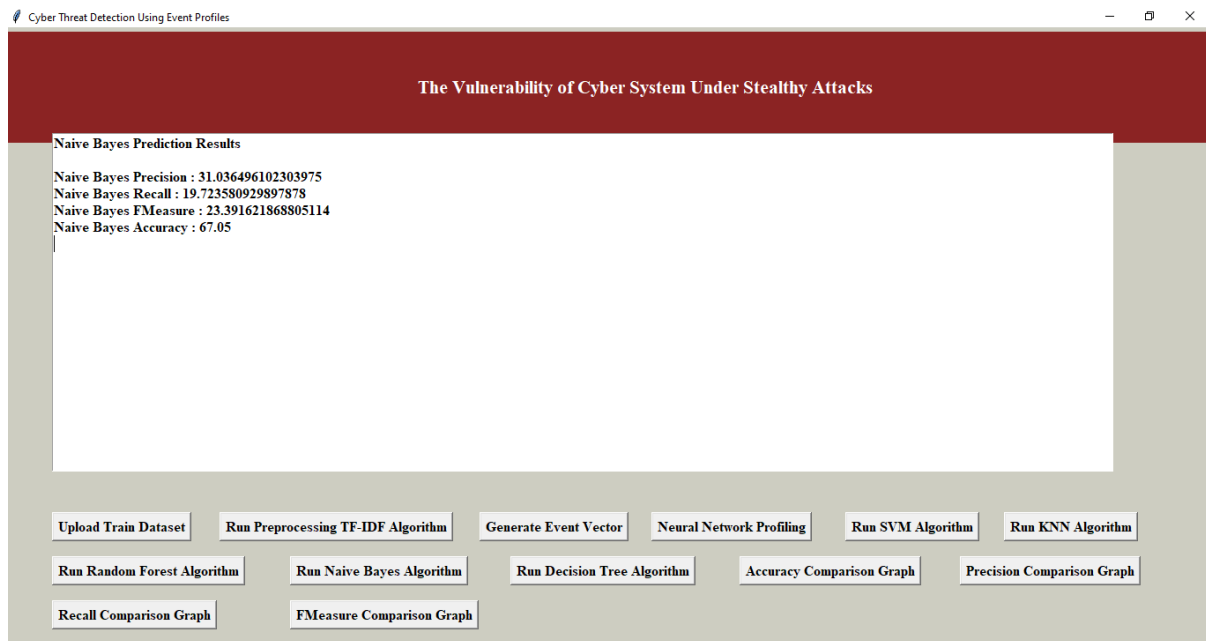 Cyber Threat Detection Using Event Profiles
The Vulnerability of Cyber System Under Stealthy Attacks
Naive Bayes Prediction Results
Naive Bayes Precision : 31.036496102303975
Naive Bayes Recall : 19.723580929897878
Naive Bayes FMeasure : 23.391621868805114
Naive Bayes Accuracy : 67.05
Upload Train Dataset Run Preprocessing TF-IDF Algorithm Generate Event Vector Neural Network Profiling Run SVM Algorithm Run KNN Algorithm
Run Random Forest Algorithm Run Naive Bayes Algorithm Run Decision Tree Algorithm Accuracy Comparison Graph Precision Comparison Graph
Recall Comparison Graph FMeasure Comparison Graph